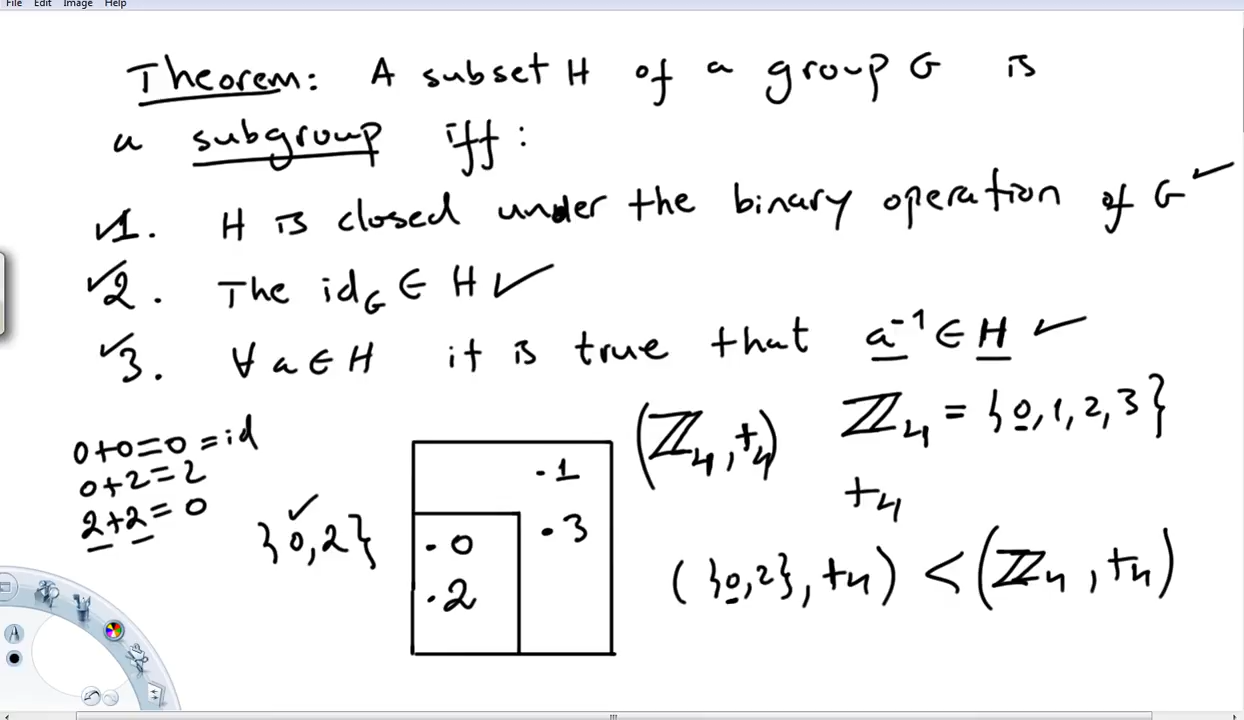 File Edit Image Help
Theorem: A subset H of a group G is
a subgroup iff:
✓1. H is closed under the binary operation of G ✓
✓2. The id_G ∈ H ✓
✓3. ∀ a ∈ H it is true that a⁻¹ ∈ H ✓
0+0=0=id
0+2=2
2+2=0
{0,2} ✓
·1
·3
·0
·2
(ℤ₄,+₄) ℤ₄ = {0,1,2,3}
+₄
({0,2},+₄) < (ℤ₄,+₄)